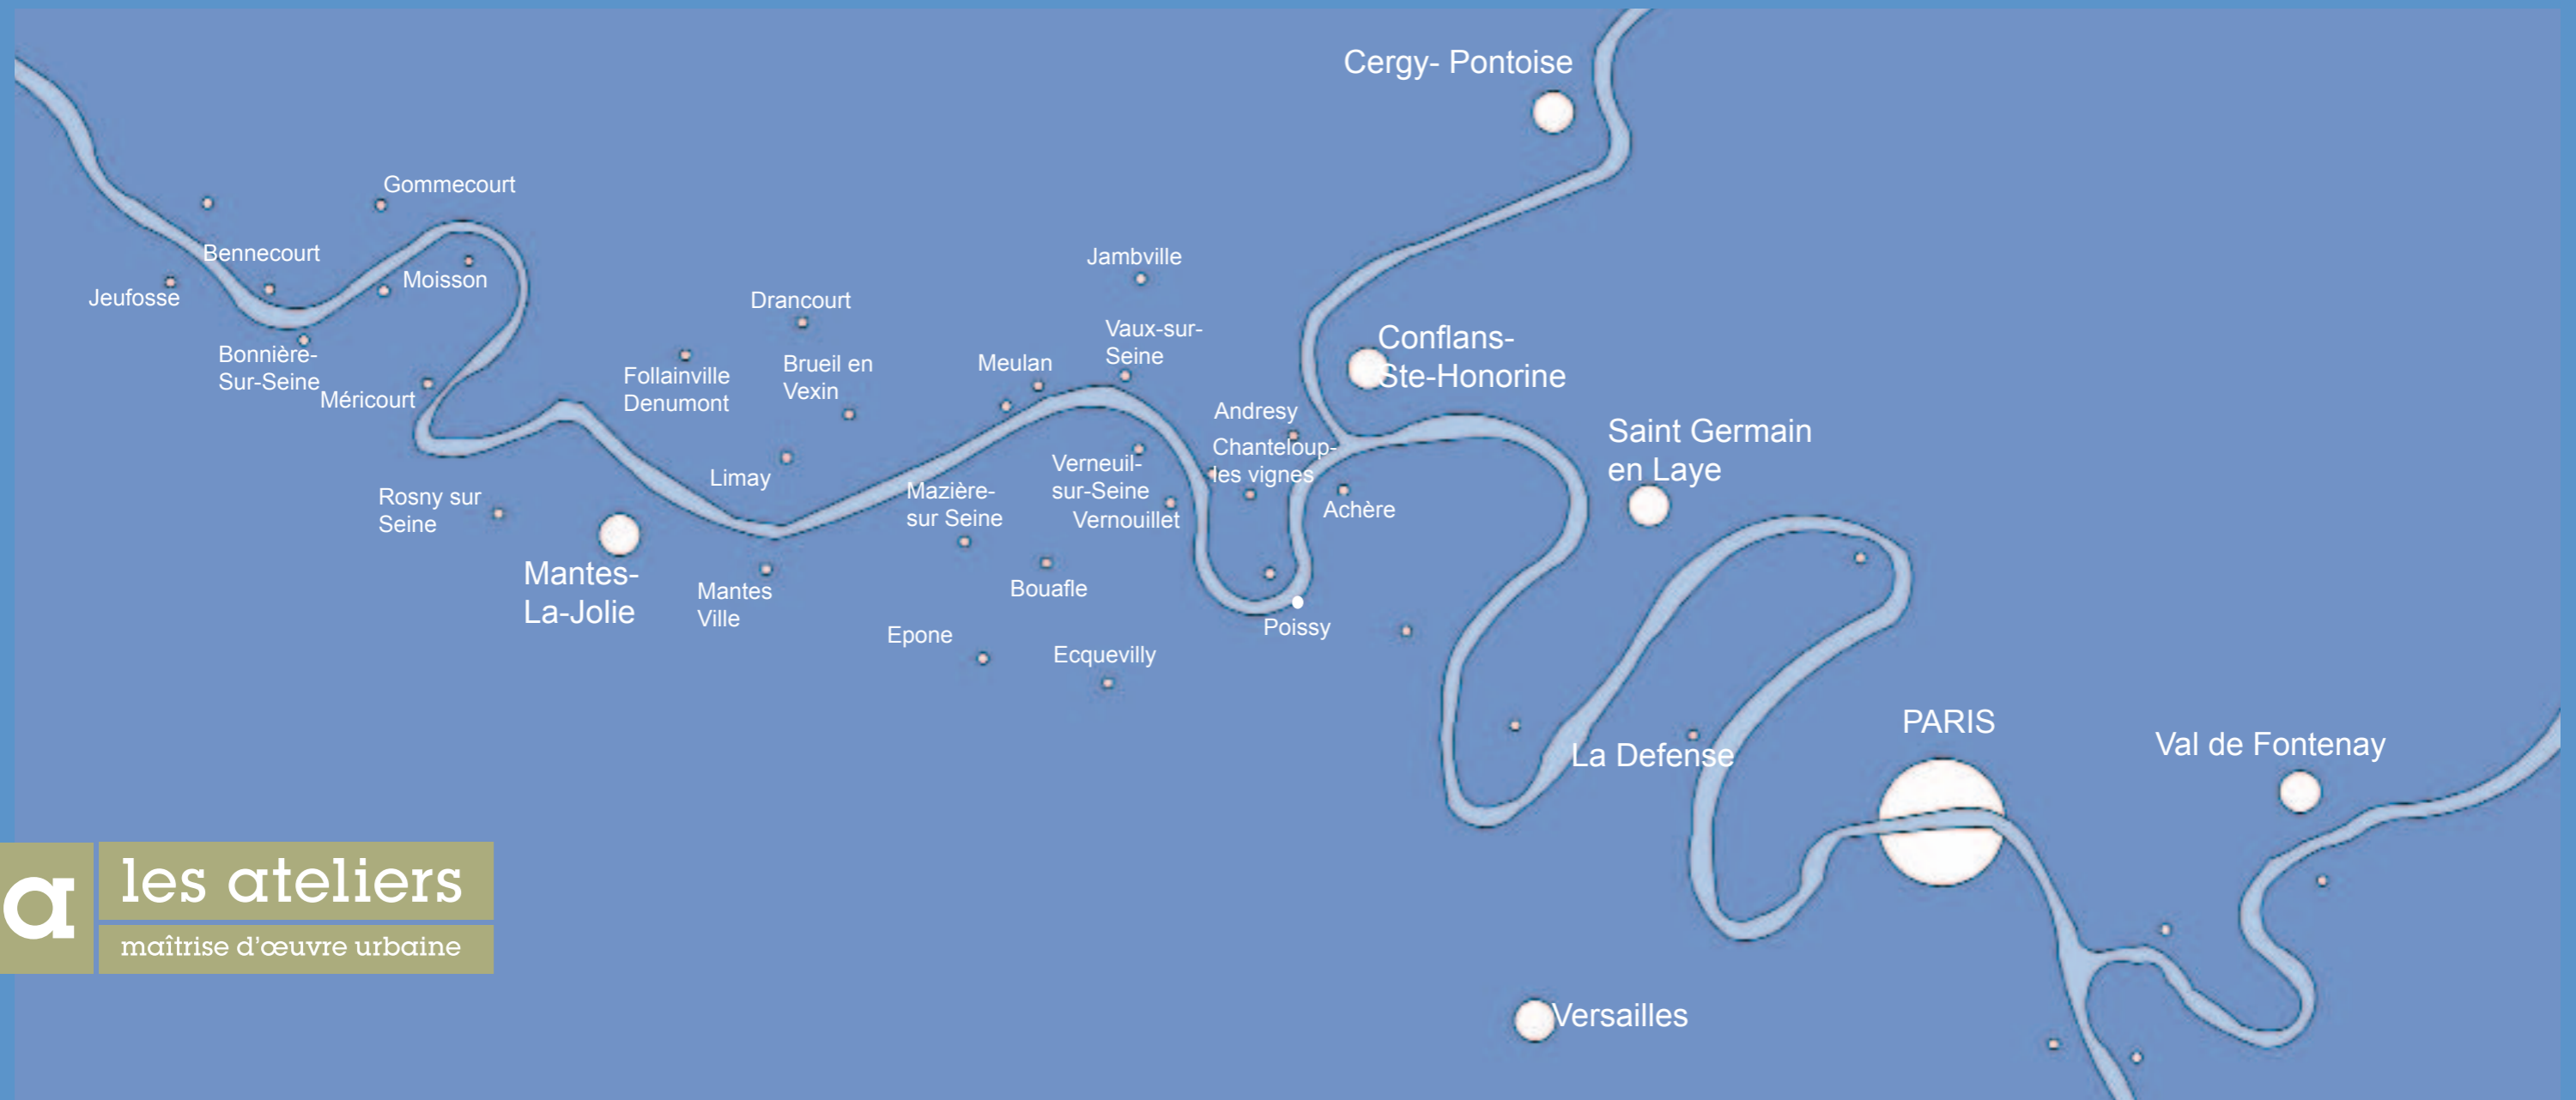 Cergy- Pontoise
Gommecourt
Bennecourt
Moisson
Jeufosse
Jambville
Drancourt
Vaux-sur-
Seine
Conflans-
Ste-Honorine
Bonnière-
Sur-Seine
Méricourt
Follainville
Denumont
Brueil en
Vexin
Meulan
Andresy
Chanteloup-
les vignes
Saint Germain
en Laye
Limay
Verneuil-
sur-Seine
Vernouillet
Mazière-
sur Seine
Achère
Rosny sur
Seine
Mantes-
La-Jolie
Mantes
Ville
Bouafle
Poissy
Epone
Ecquevilly
La Defense
PARIS
Val de Fontenay
a les ateliers
maîtrise d'œuvre urbaine
Versailles